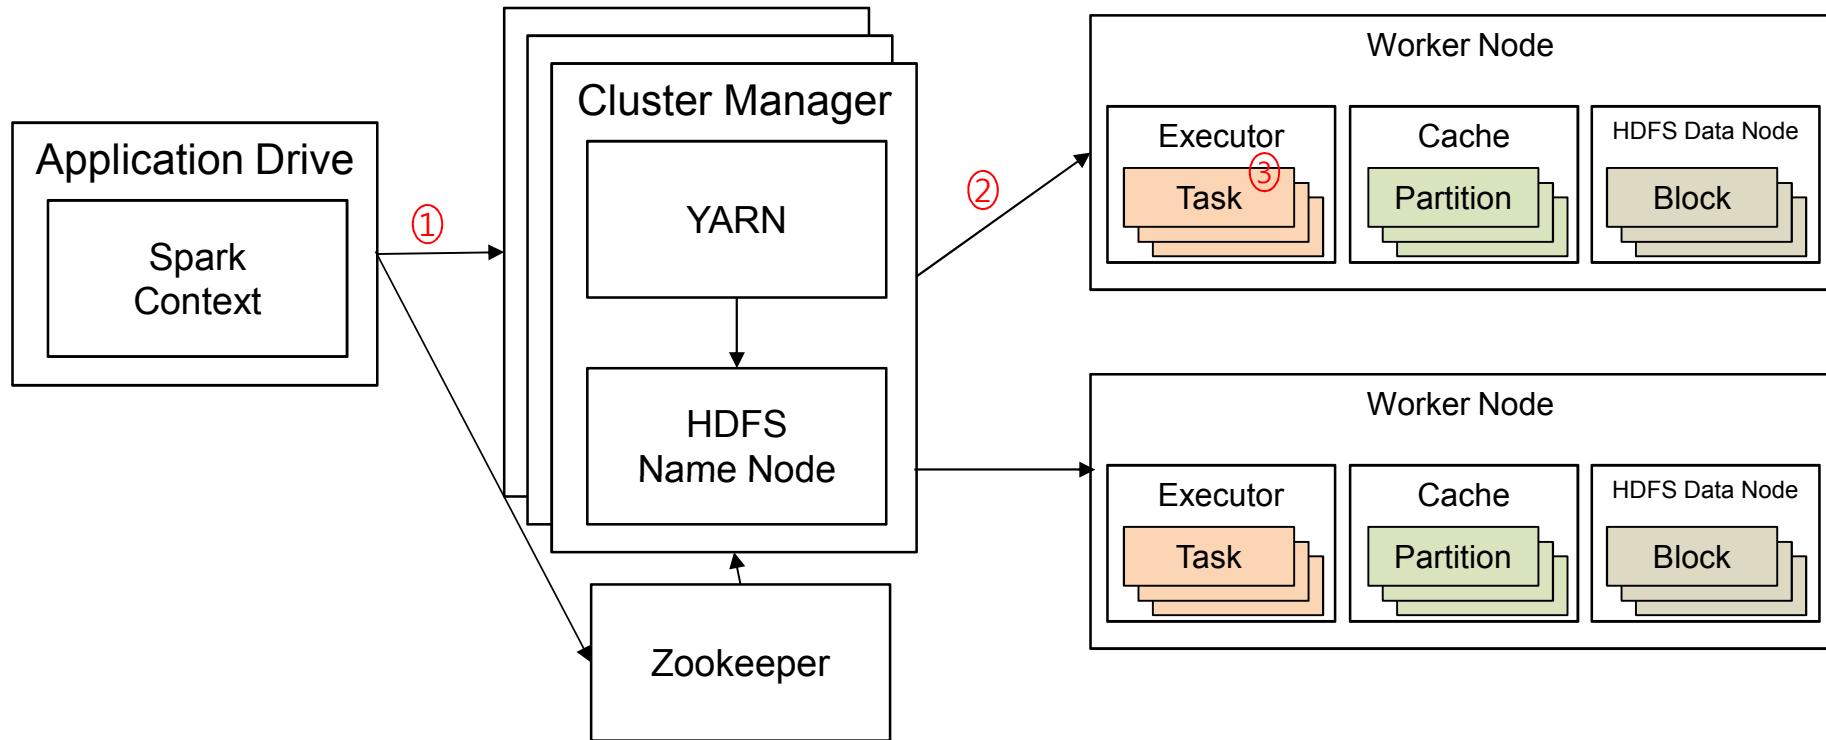 Application Drive
Spark
Context
①
Cluster Manager
YARN
HDFS
Name Node
Zookeeper
②
Worker Node
Executor
Task
③
Cache
Partition
HDFS Data Node
Block
Worker Node
Executor
Task
Cache
Partition
HDFS Data Node
Block